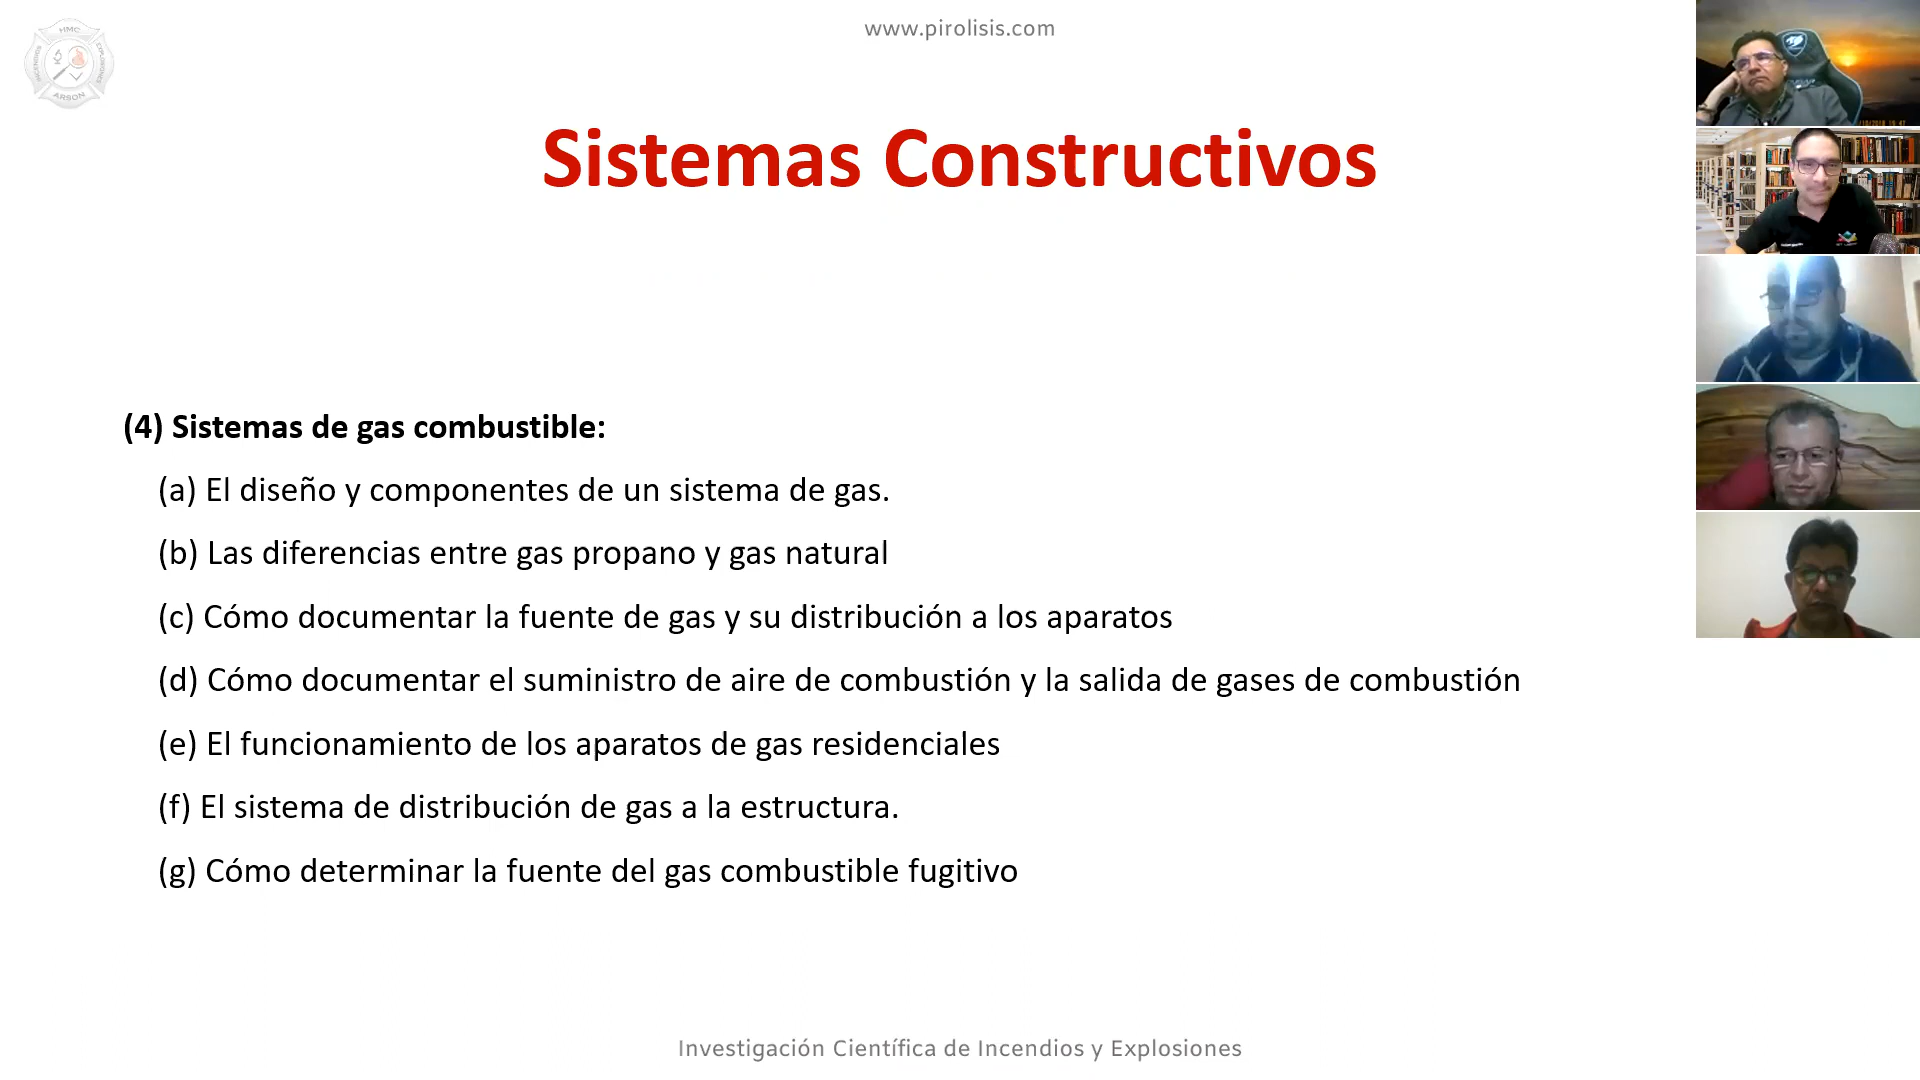 www.pirolisis.com
HMC
INCENDIOS
EXPLOSIONES
ARSON
Sistemas Constructivos
(4) Sistemas de gas combustible:
(a) El diseño y componentes de un sistema de gas.
(b) Las diferencias entre gas propano y gas natural
(c) Cómo documentar la fuente de gas y su distribución a los aparatos
(d) Cómo documentar el suministro de aire de combustión y la salida de gases de combustión
(e) El funcionamiento de los aparatos de gas residenciales
(f) El sistema de distribución de gas a la estructura.
(g) Cómo determinar la fuente del gas combustible fugitivo
Investigación Científica de Incendios y Explosiones